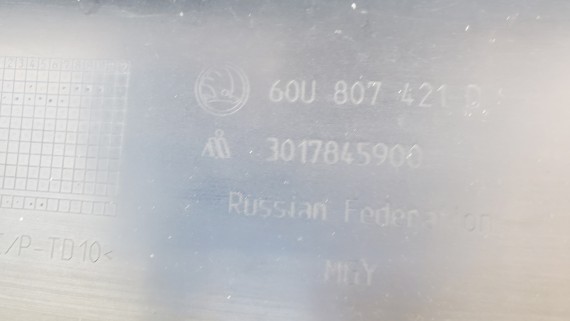 60U 807 421 D
3017845900
Russian Federation
/P-TD10<